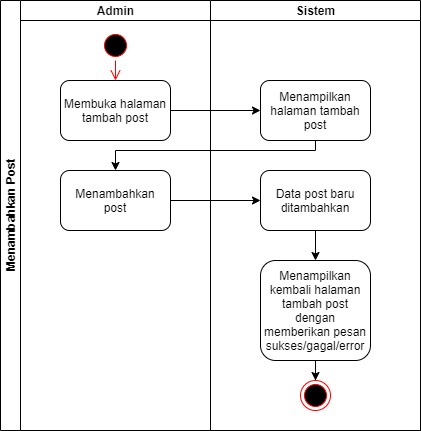 Admin
Sistem
Menambahkan Post
Membuka halaman
tambah post
Menampilkan
halaman tambah
post
Menambahkan
post
Data post baru
ditambahkan
Menampilkan
kembali halaman
tambah post
dengan
memberikan pesan
sukses/gagal/error